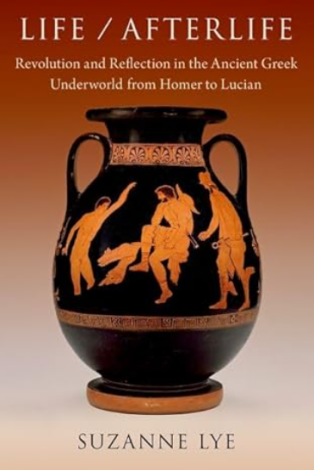 LIFE / AFTERLIFE
Revolution and Reflection in the Ancient Greek
Underworld from Homer to Lucian
SUZANNE LYE